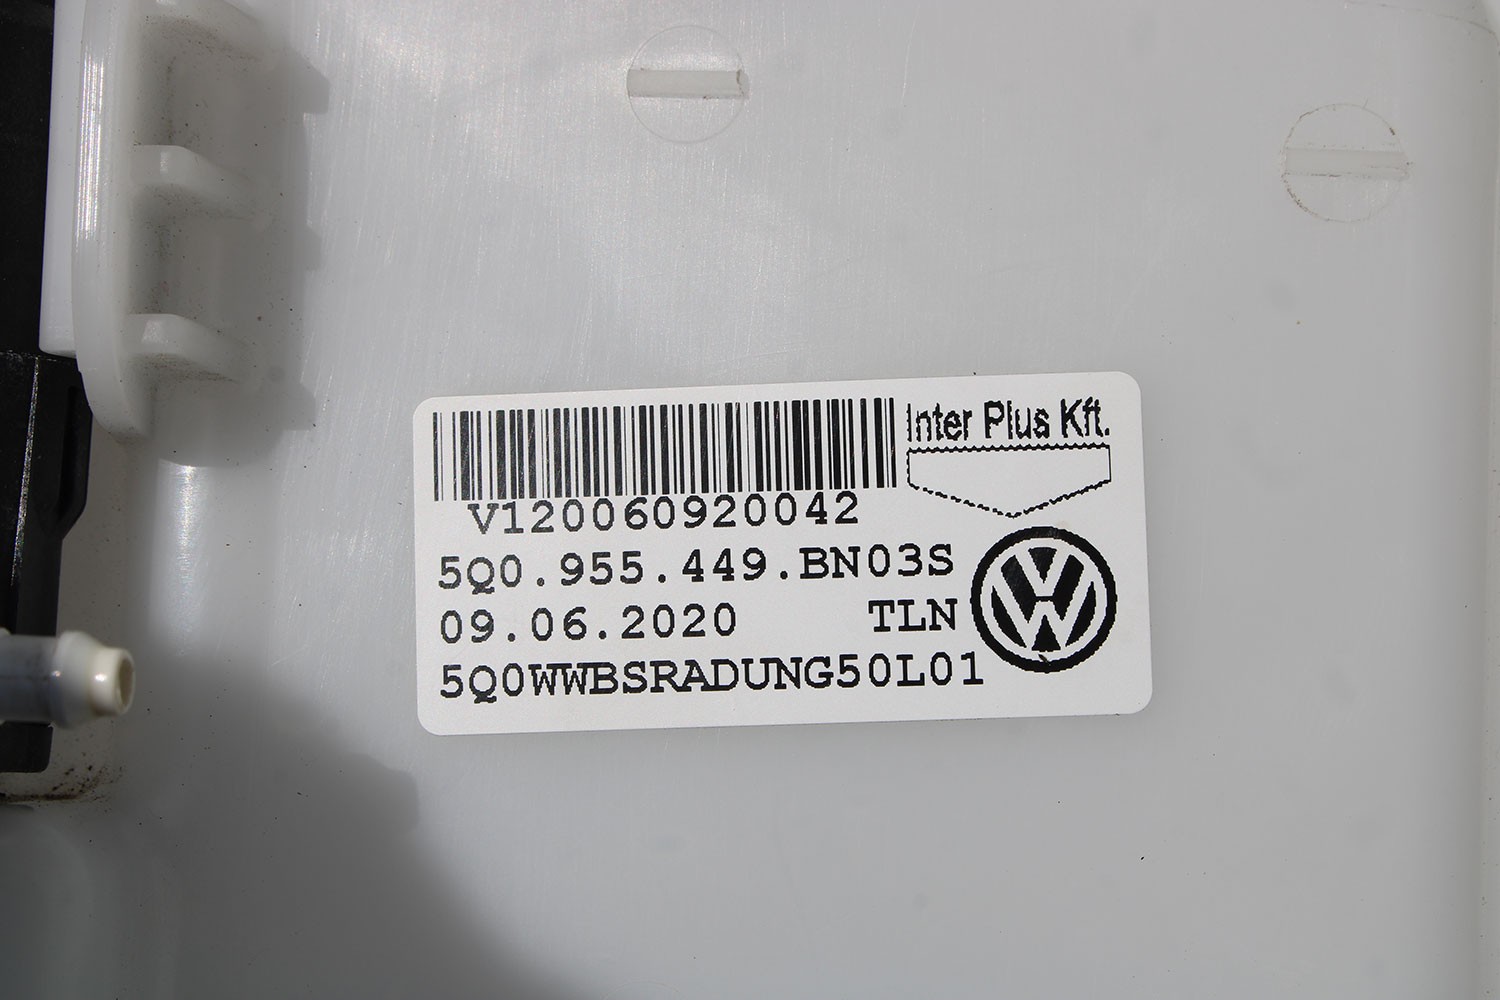 Inter Plus Kft.
V120060920042
5Q0.955.449.BN03S
09.06.2020 TLN
5Q0WWBSRADUNG50L01